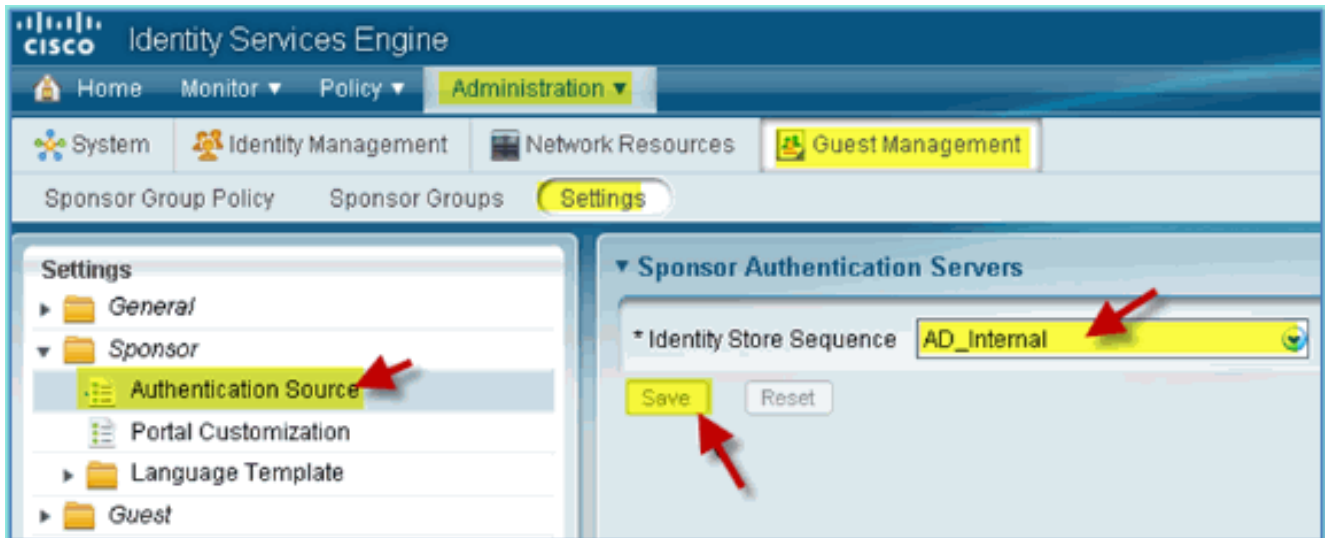 CISCO Identity Services Engine
Home Monitor Policy Administration
System Identity Management Network Resources Guest Management
Sponsor Group Policy Sponsor Groups Settings
Settings
General
Sponsor
Authentication Source
Portal Customization
Language Template
Guest
Sponsor Authentication Servers
* Identity Store Sequence AD_Internal
Save Reset